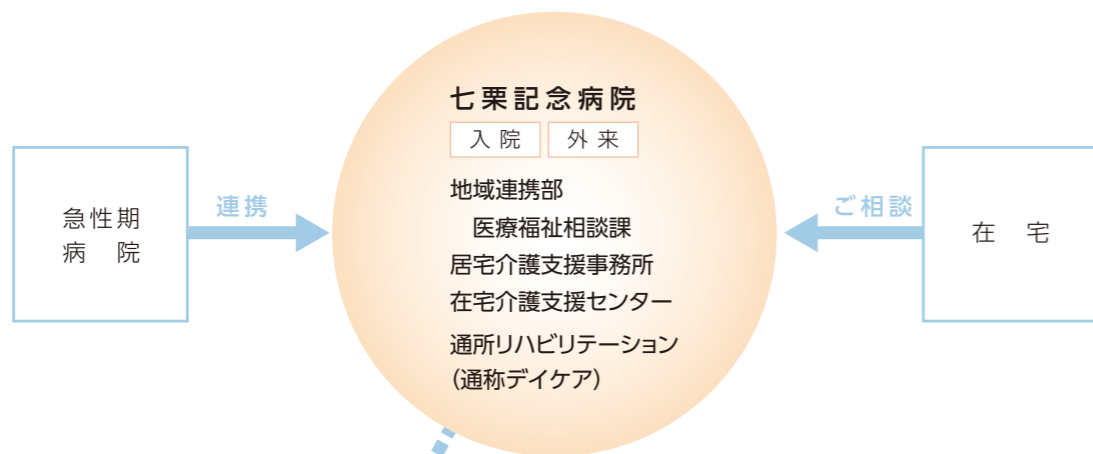 七栗記念病院
入院 外来
地域連携部
医療福祉相談課
居宅介護支援事務所
在宅介護支援センター
通所リハビリテーション
(通称デイケア)
急性期
病 院
連携
ご相談
在 宅